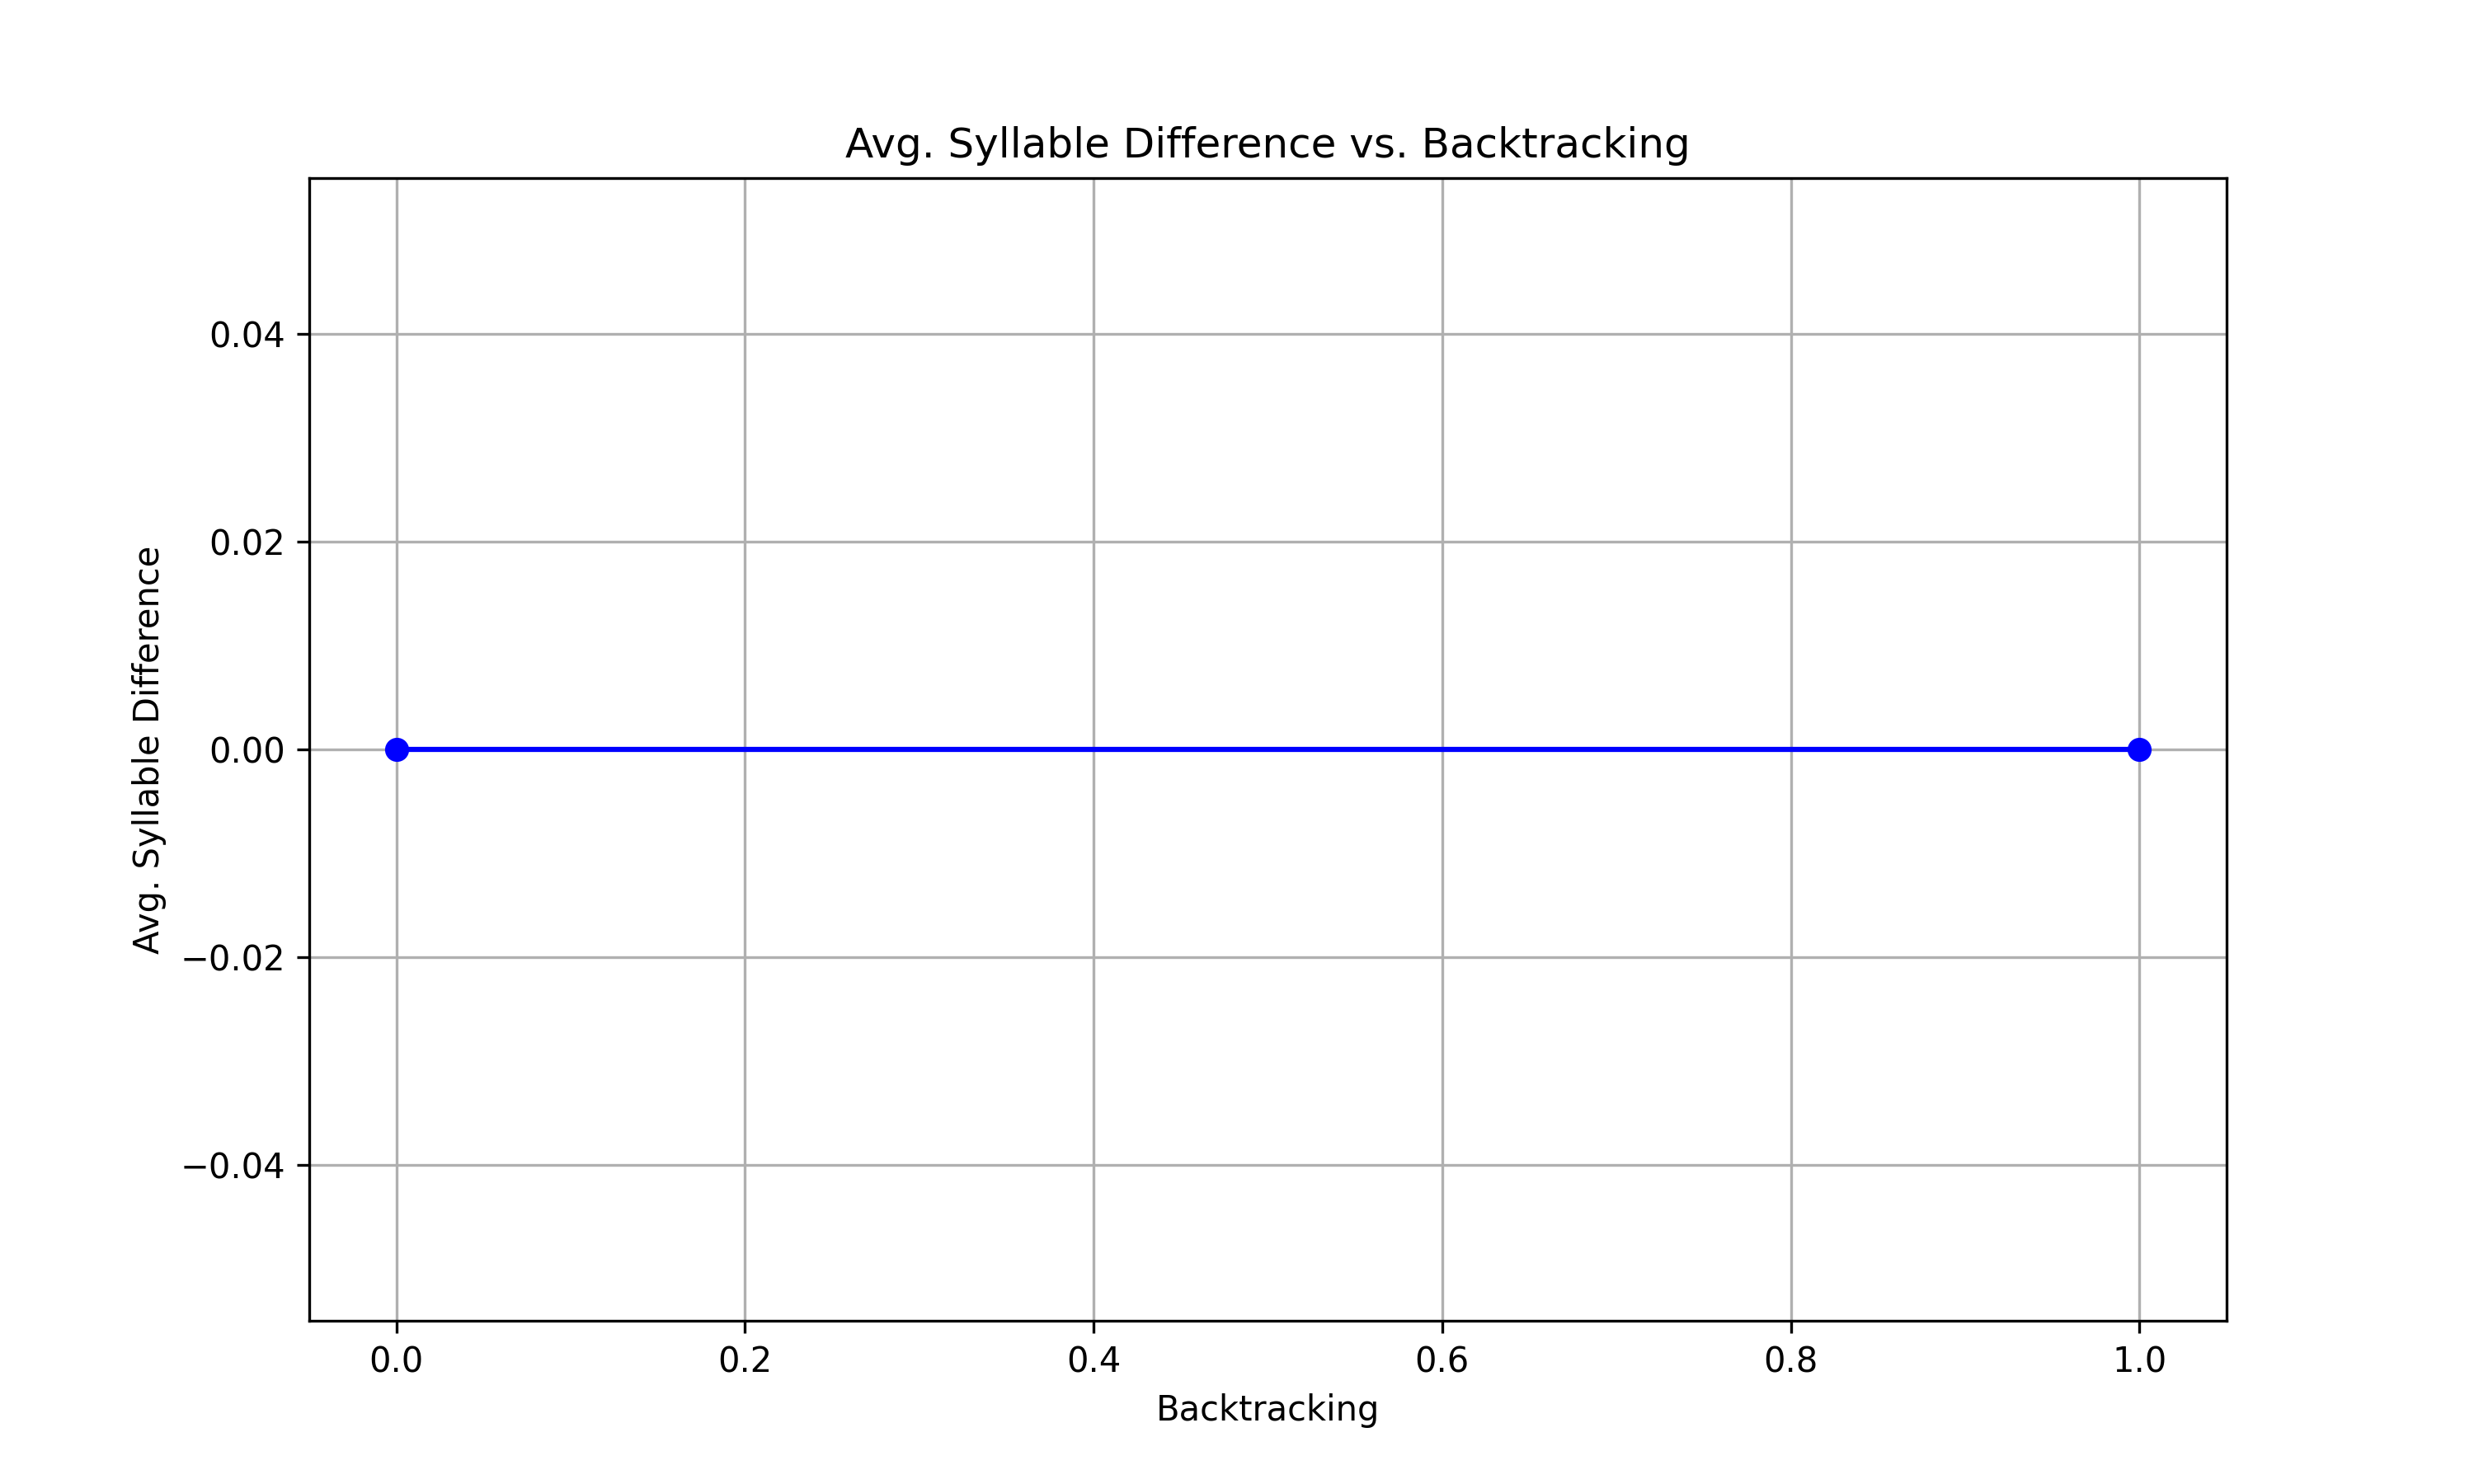 Avg. Syllable Difference vs. Backtracking
Avg. Syllable Difference
0.04
0.02
0.00
−0.02
−0.04
0.0 0.2 0.4 0.6 0.8 1.0
Backtracking